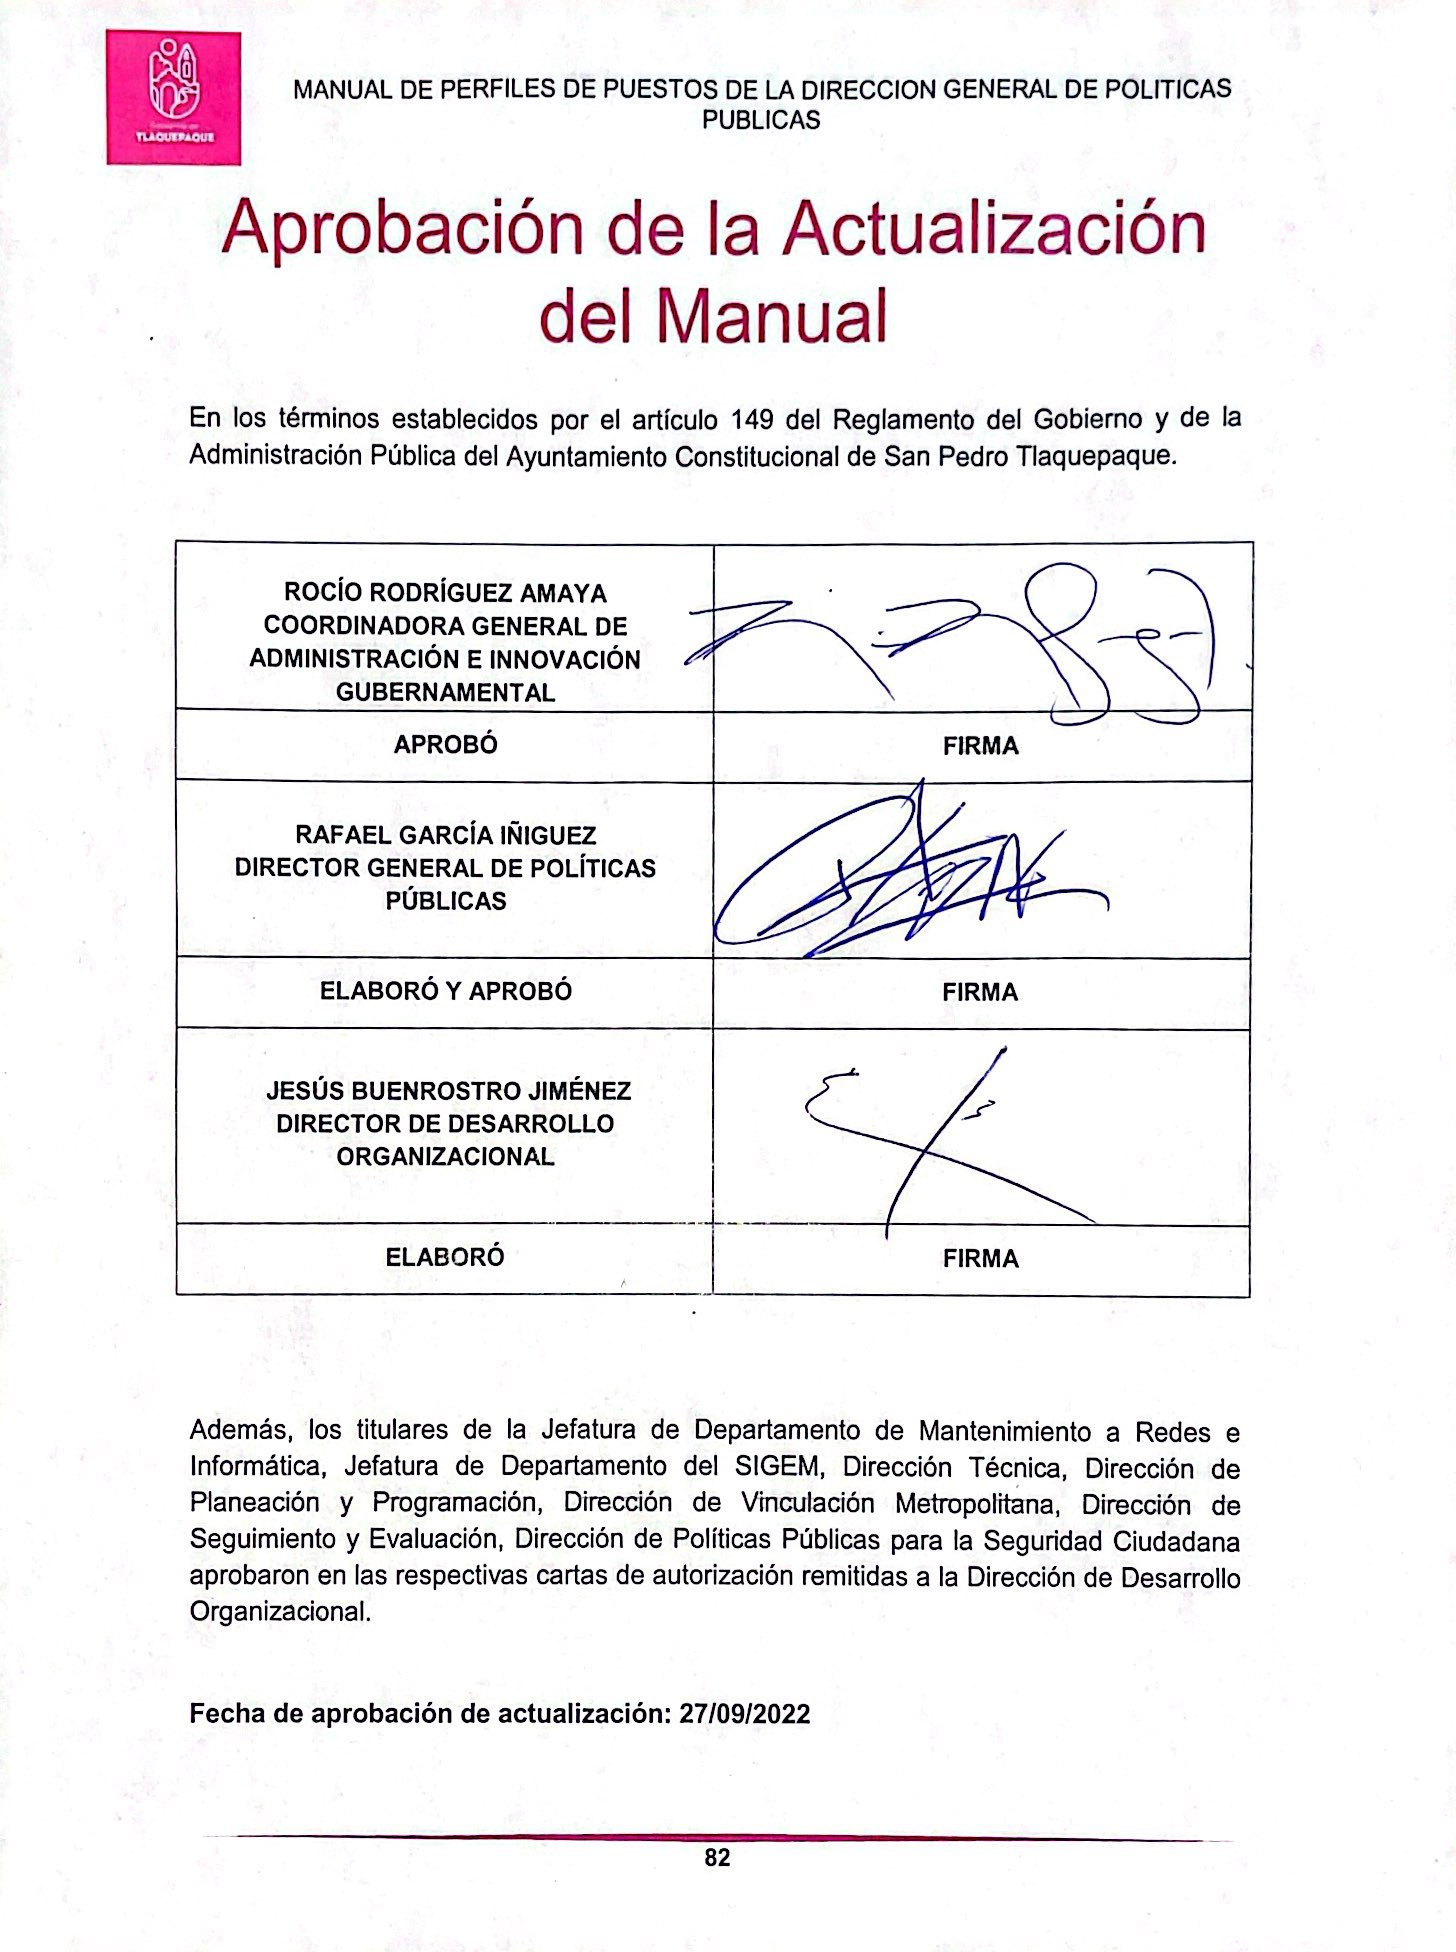 TLAQUEPAQUE
MANUAL DE PERFILES DE PUESTOS DE LA DIRECCION GENERAL DE POLITICAS
PUBLICAS
Aprobación de la Actualización
del Manual
En los términos establecidos por el artículo 149 del Reglamento del Gobierno y de la
Administración Pública del Ayuntamiento Constitucional de San Pedro Tlaquepaque.
ROCÍO RODRÍGUEZ AMAYA
COORDINADORA GENERAL DE
ADMINISTRACIÓN E INNOVACIÓN
GUBERNAMENTAL
APROBÓ
FIRMA
RAFAEL GARCÍA IÑIGUEZ
DIRECTOR GENERAL DE POLÍTICAS
PÚBLICAS
ELABORÓ Y APROBÓ
FIRMA
JESÚS BUENROSTRO JIMÉNEZ
DIRECTOR DE DESARROLLO
ORGANIZACIONAL
ELABORÓ
FIRMA
Además, los titulares de la Jefatura de Departamento de Mantenimiento a Redes e
Informática, Jefatura de Departamento del SIGEM, Dirección Técnica, Dirección de
Planeación y Programación, Dirección de Vinculación Metropolitana, Dirección de
Seguimiento y Evaluación, Dirección de Políticas Públicas para la Seguridad Ciudadana
aprobaron en las respectivas cartas de autorización remitidas a la Dirección de Desarrollo
Organizacional.
Fecha de aprobación de actualización: 27/09/2022
82